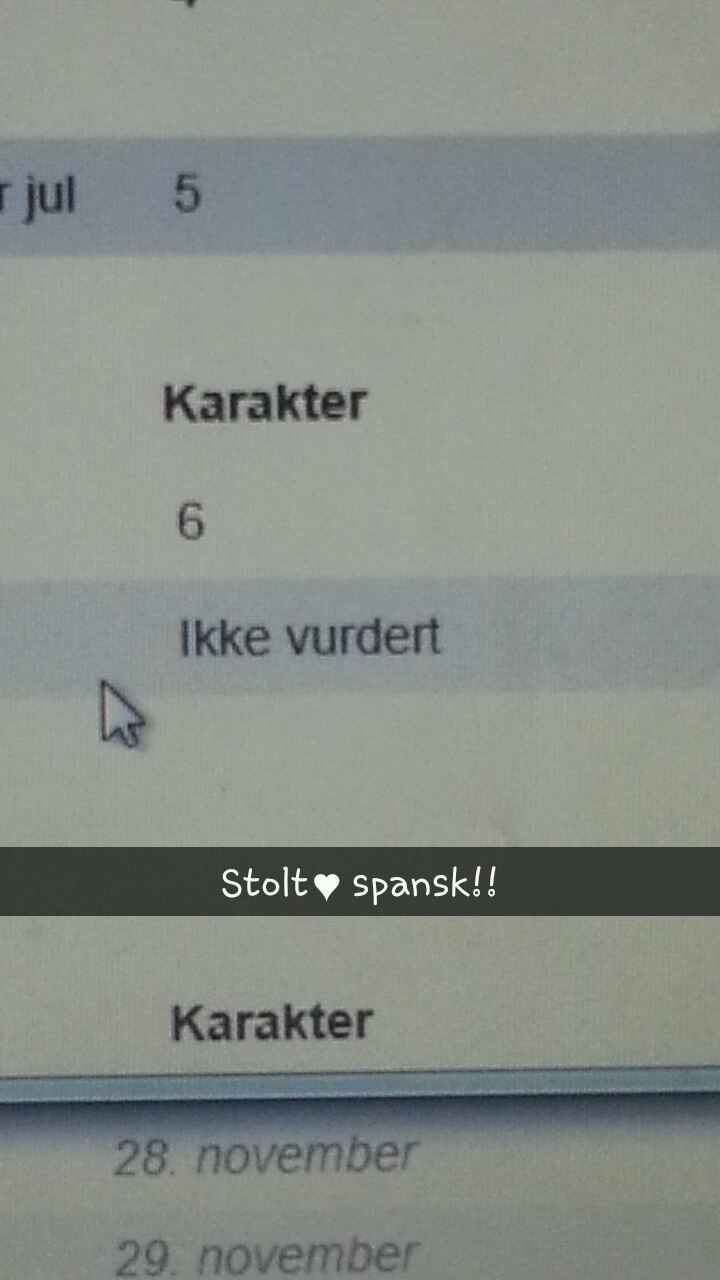 r jul 5
Karakter
6
Ikke vurdert
Stolt♥ spansk!!
Karakter
28. november
29. november